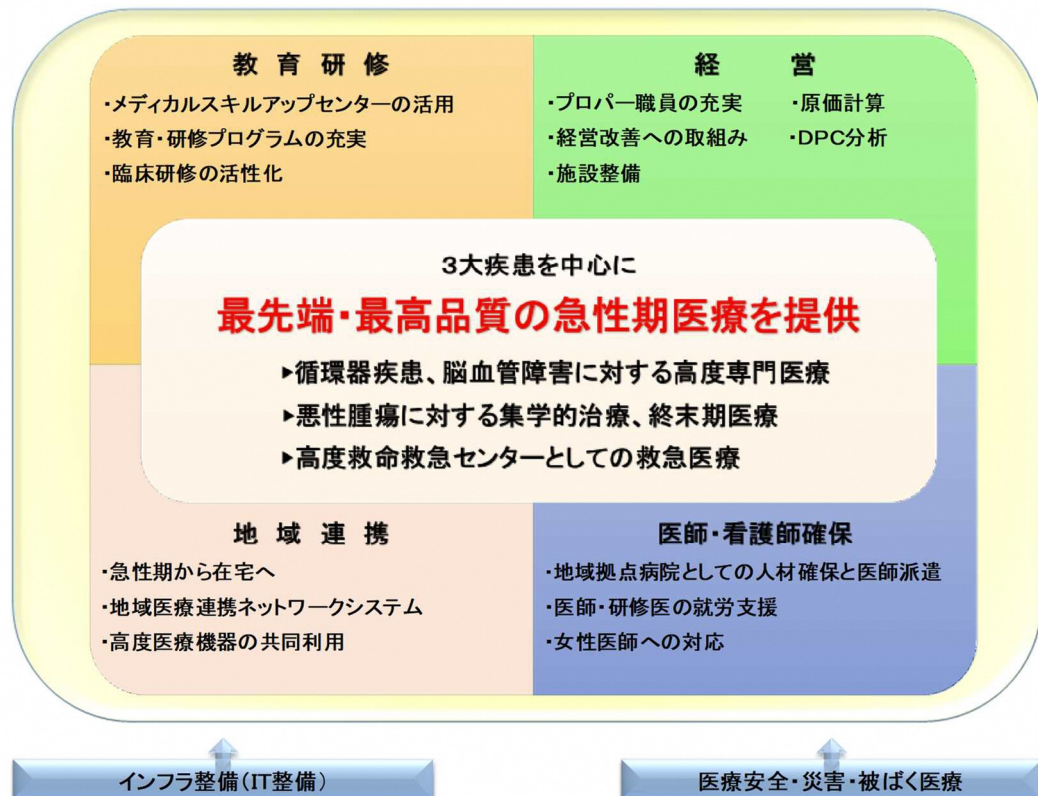 教育研修
・メディカルスキルアップセンターの活用
・教育・研修プログラムの充実
・臨床研修の活性化
経営
・プロパー職員の充実 ・原価計算
・経営改善への取組み ・DPC分析
・施設整備
3大疾患を中心に
最先端・最高品質の急性期医療を提供
▶循環器疾患、脳血管障害に対する高度専門医療
▶悪性腫瘍に対する集学的治療、終末期医療
▶高度救命救急センターとしての救急医療
地域連携
・急性期から在宅へ
・地域医療連携ネットワークシステム
・高度医療機器の共同利用
医師・看護師確保
・地域拠点病院としての人材確保と医師派遣
・医師・研修医の就労支援
・女性医師への対応
インフラ整備(IT整備)
医療安全・災害・被ばく医療